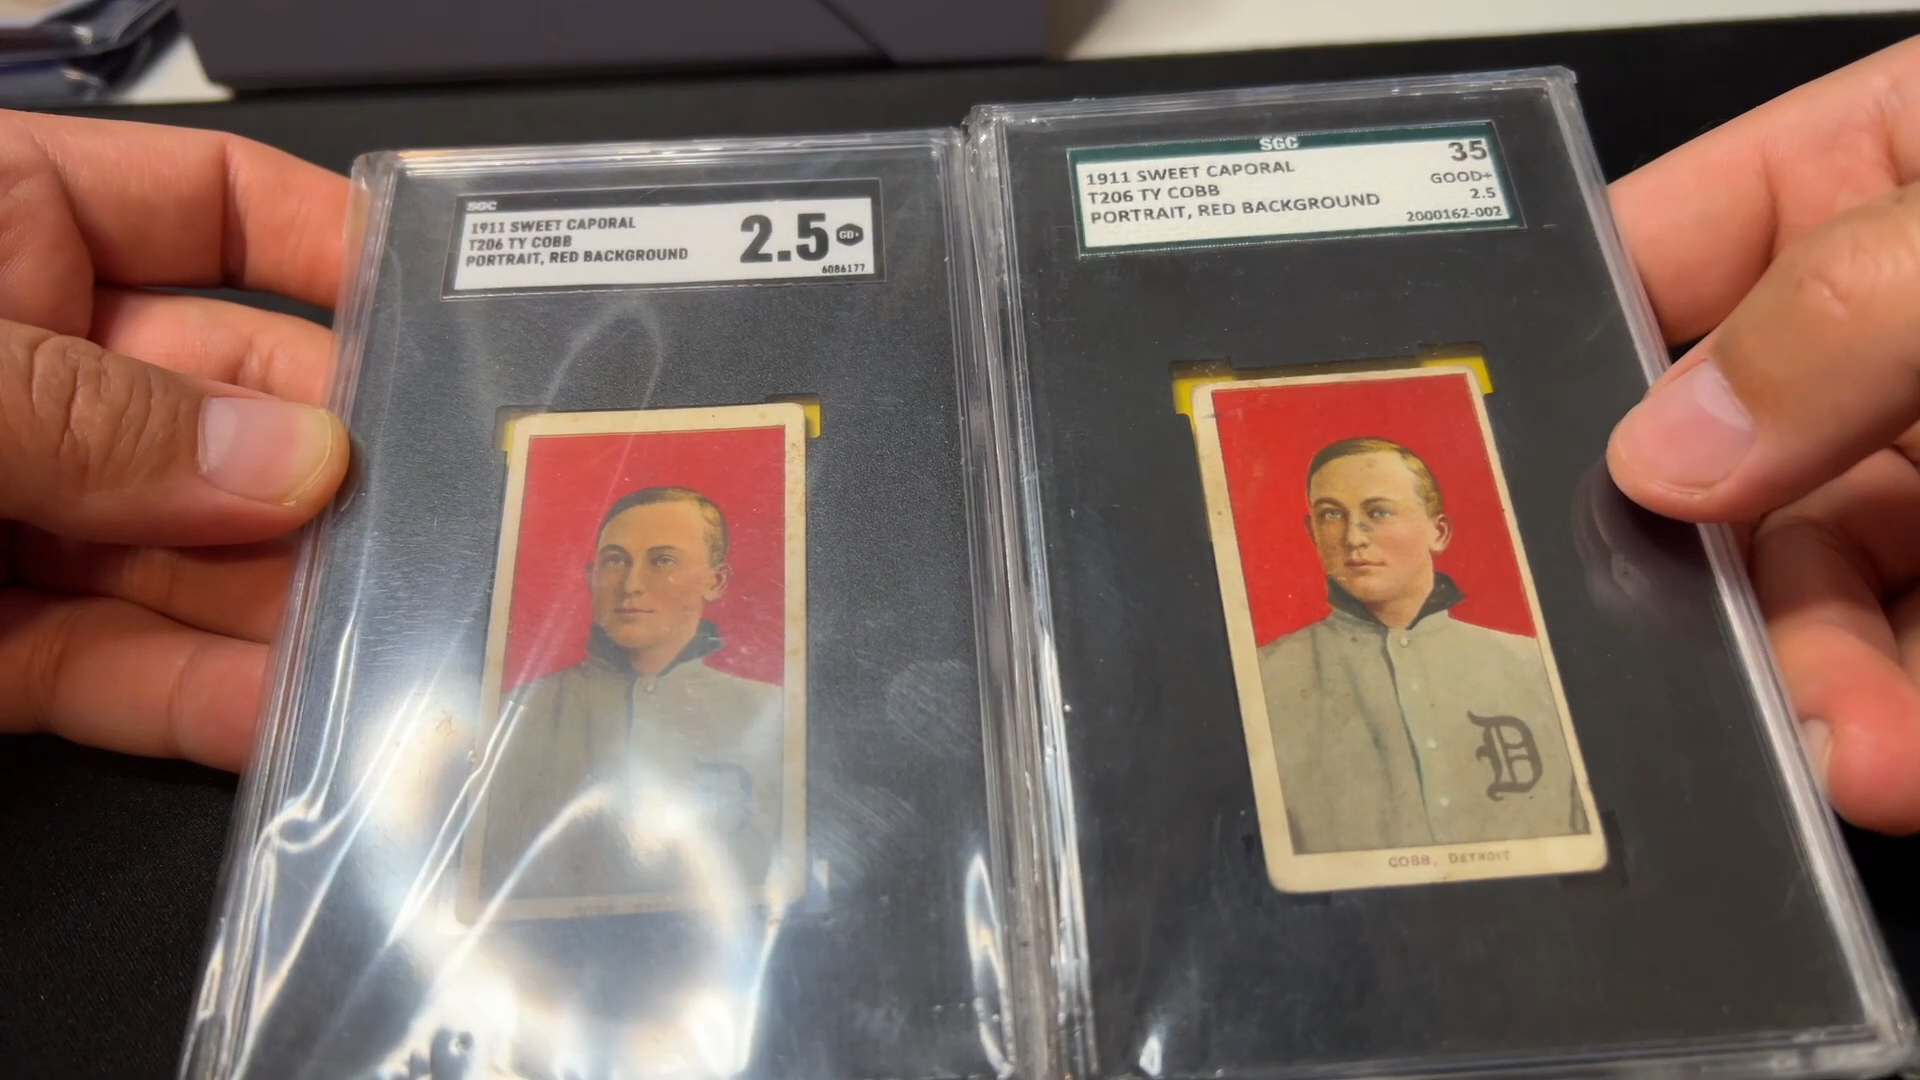 SGC
1911 SWEET CAPORAL
T206 TY COBB
PORTRAIT, RED BACKGROUND
2.5
GD+
6086177
SGC
1911 SWEET CAPORAL
T206 TY COBB
PORTRAIT, RED BACKGROUND
35
GOOD+
2.5
2000162-002
D
COBB, DETROIT